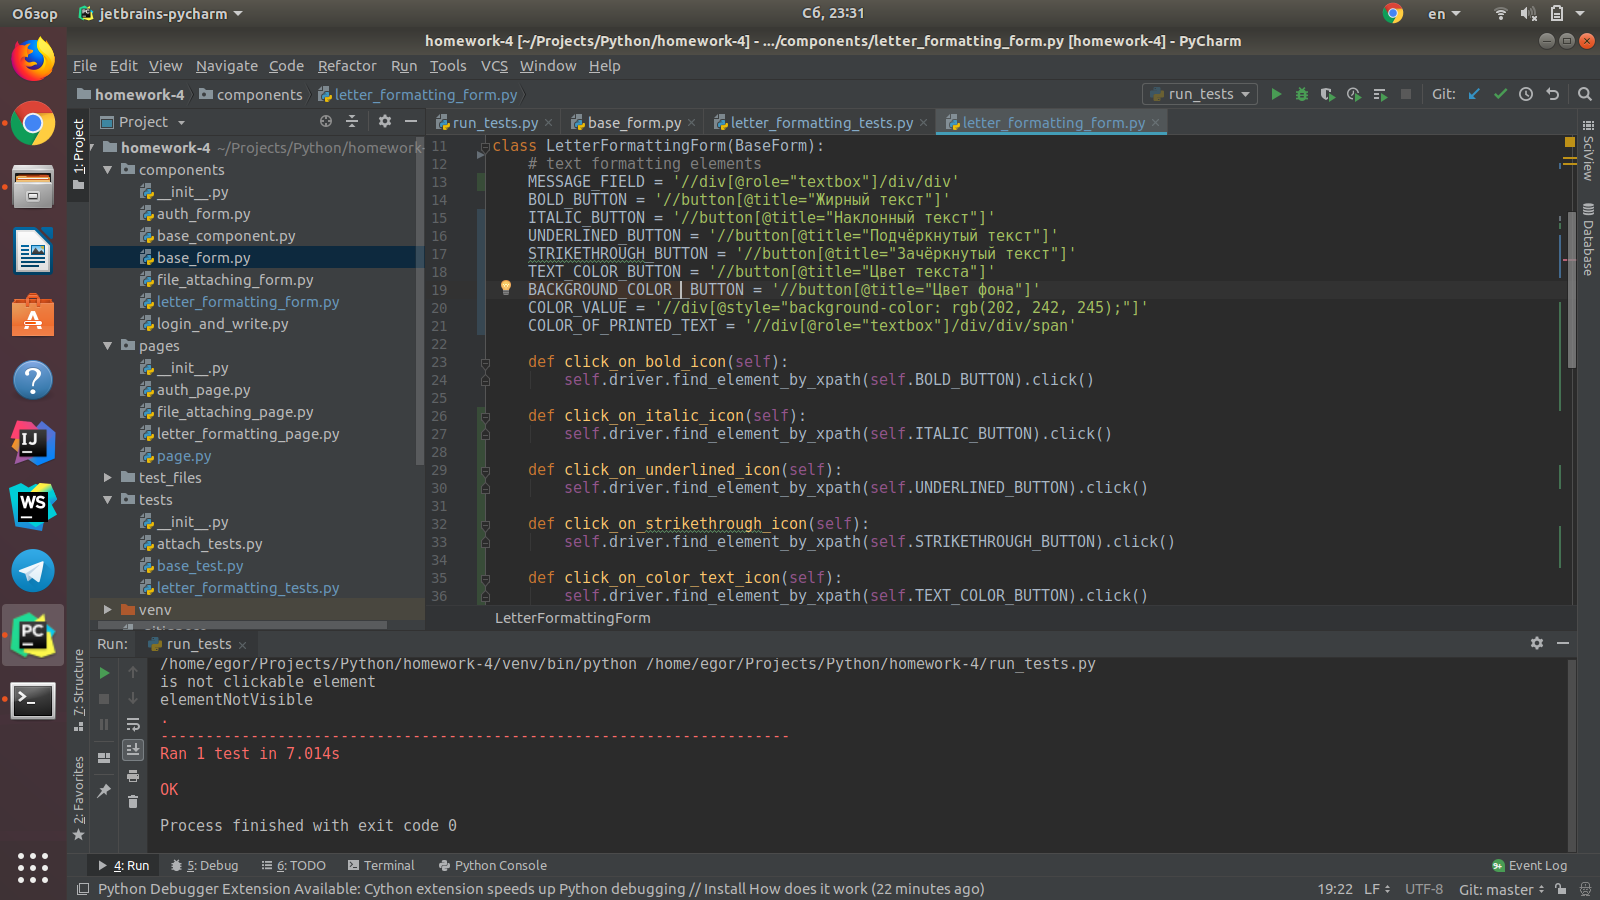 Обзор
jetbrains-pycharm
Сб, 23:31
en
homework-4 [~/Projects/Python/homework-4] - .../components/letter_formatting_form.py [homework-4] - PyCharm
File Edit View Navigate Code Refactor Run Tools VCS Window Help
homework-4 components letter_formatting_form.py
run_tests
Git:
Project
run_tests.py
base_form.py
letter_formatting_tests.py
letter_formatting_form.py
1: Project
7: Structure
2: Favorites
homework-4 ~/Projects/Python/homework-
components
__init__.py
auth_form.py
base_component.py
base_form.py
file_attaching_form.py
letter_formatting_form.py
login_and_write.py
pages
__init__.py
auth_page.py
file_attaching_page.py
letter_formatting_page.py
page.py
test_files
tests
__init__.py
attach_tests.py
base_test.py
letter_formatting_tests.py
venv
11 class LetterFormattingForm(BaseForm):
12 # text formatting elements
13 MESSAGE_FIELD = '//div[@role="textbox"]/div/div'
14 BOLD_BUTTON = '//button[@title="Жирный текст"]'
15 ITALIC_BUTTON = '//button[@title="Наклонный текст"]'
16 UNDERLINED_BUTTON = '//button[@title="Подчёркнутый текст"]'
17 STRIKETHROUGH_BUTTON = '//button[@title="Зачёркнутый текст"]'
18 TEXT_COLOR_BUTTON = '//button[@title="Цвет текста"]'
19 BACKGROUND_COLOR_BUTTON = '//button[@title="Цвет фона"]'
20 COLOR_VALUE = '//div[@style="background-color: rgb(202, 242, 245);"]'
21 COLOR_OF_PRINTED_TEXT = '//div[@role="textbox"]/div/div/span'
22
23 def click_on_bold_icon(self):
24 self.driver.find_element_by_xpath(self.BOLD_BUTTON).click()
25
26 def click_on_italic_icon(self):
27 self.driver.find_element_by_xpath(self.ITALIC_BUTTON).click()
28
29 def click_on_underlined_icon(self):
30 self.driver.find_element_by_xpath(self.UNDERLINED_BUTTON).click()
31
32 def click_on_strikethrough_icon(self):
33 self.driver.find_element_by_xpath(self.STRIKETHROUGH_BUTTON).click()
34
35 def click_on_color_text_icon(self):
36 self.driver.find_element_by_xpath(self.TEXT_COLOR_BUTTON).click()
LetterFormattingForm
SciView
Database
Run: run_tests
/home/egor/Projects/Python/homework-4/venv/bin/python /home/egor/Projects/Python/homework-4/run_tests.py
is not clickable element
elementNotVisible
.
----------------------------------------------------------------------
Ran 1 test in 7.014s
OK
Process finished with exit code 0
4: Run 5: Debug 6: TODO Terminal Python Console
Event Log
Python Debugger Extension Available: Cython extension speeds up Python debugging // Install How does it work (22 minutes ago)
19:22 LF UTF-8 Git: master